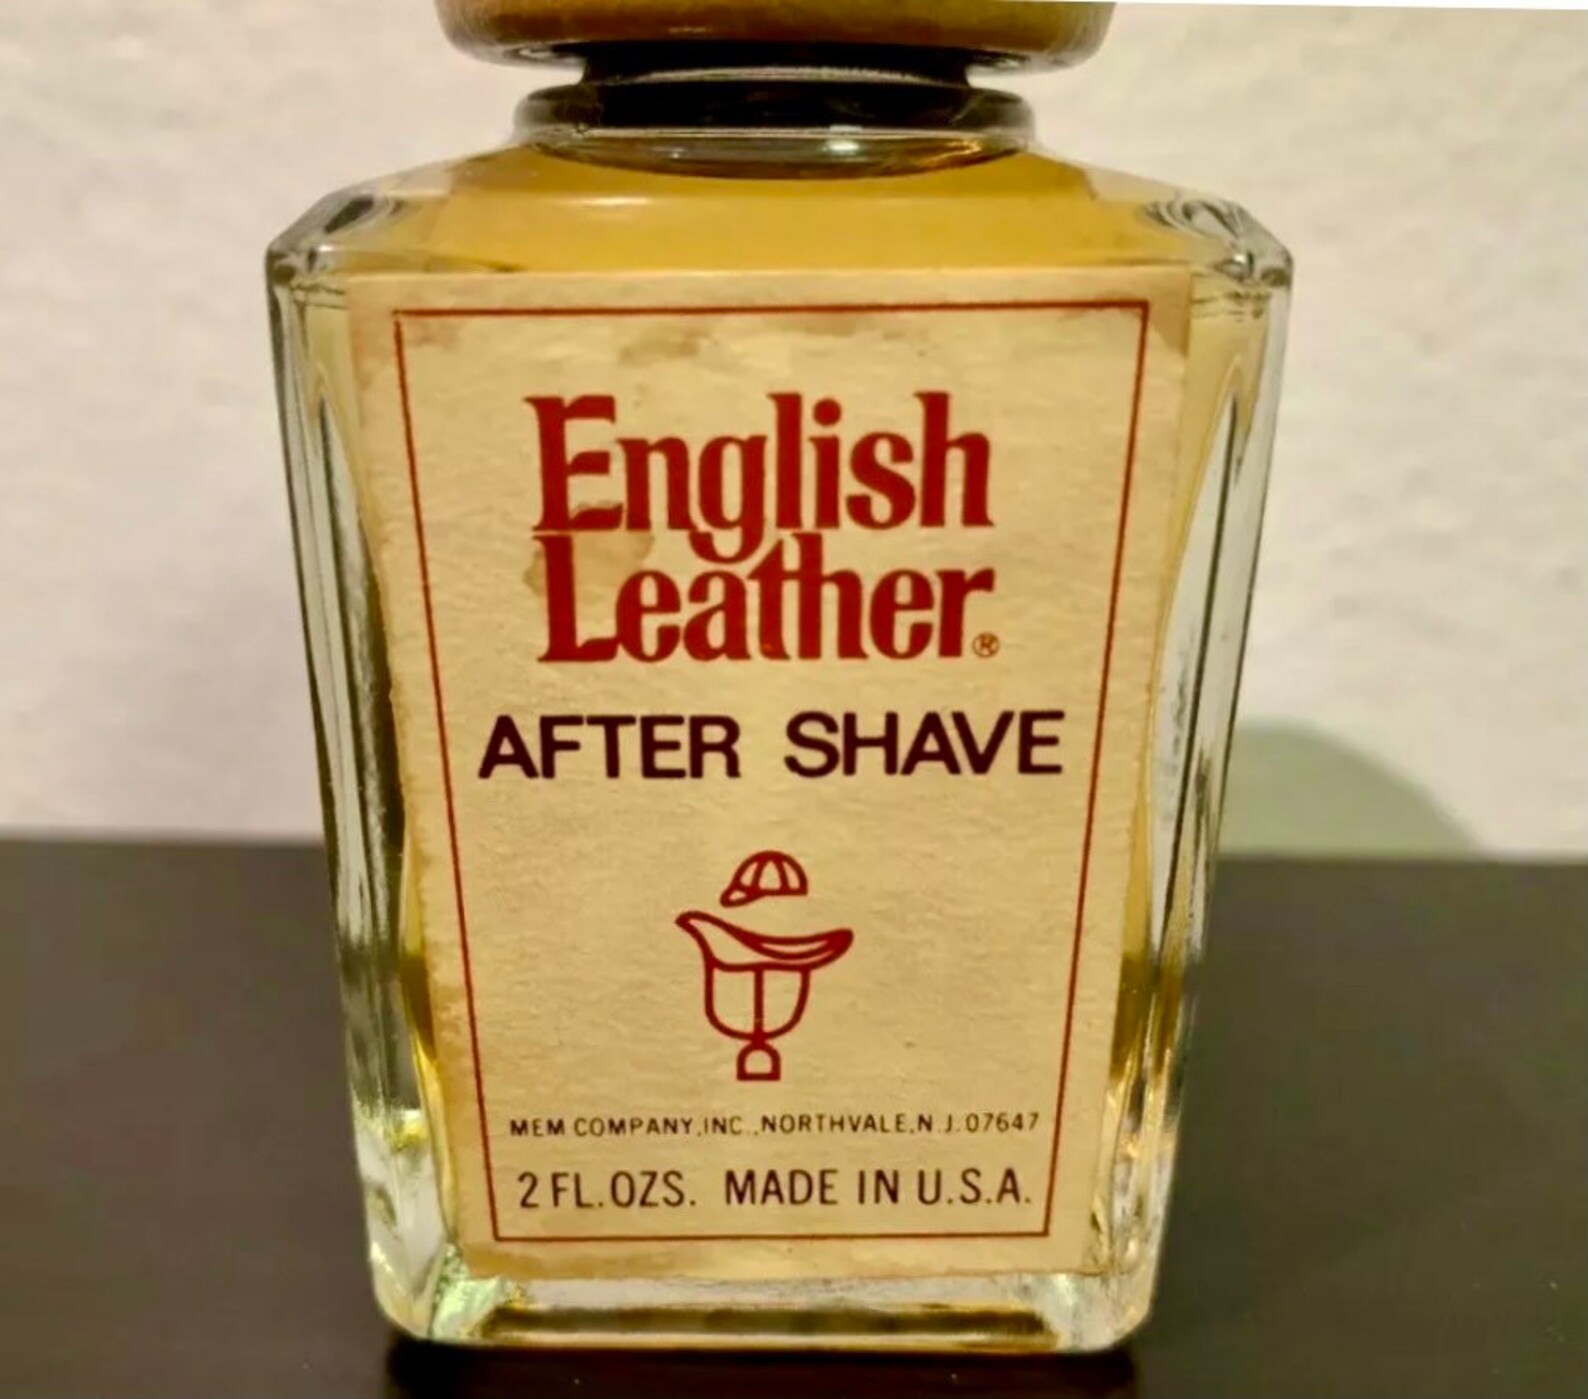 English
Leather®
AFTER SHAVE
MEM COMPANY, INC., NORTHVALE, N.J. 07647
2 FL. OZS. MADE IN U.S.A.